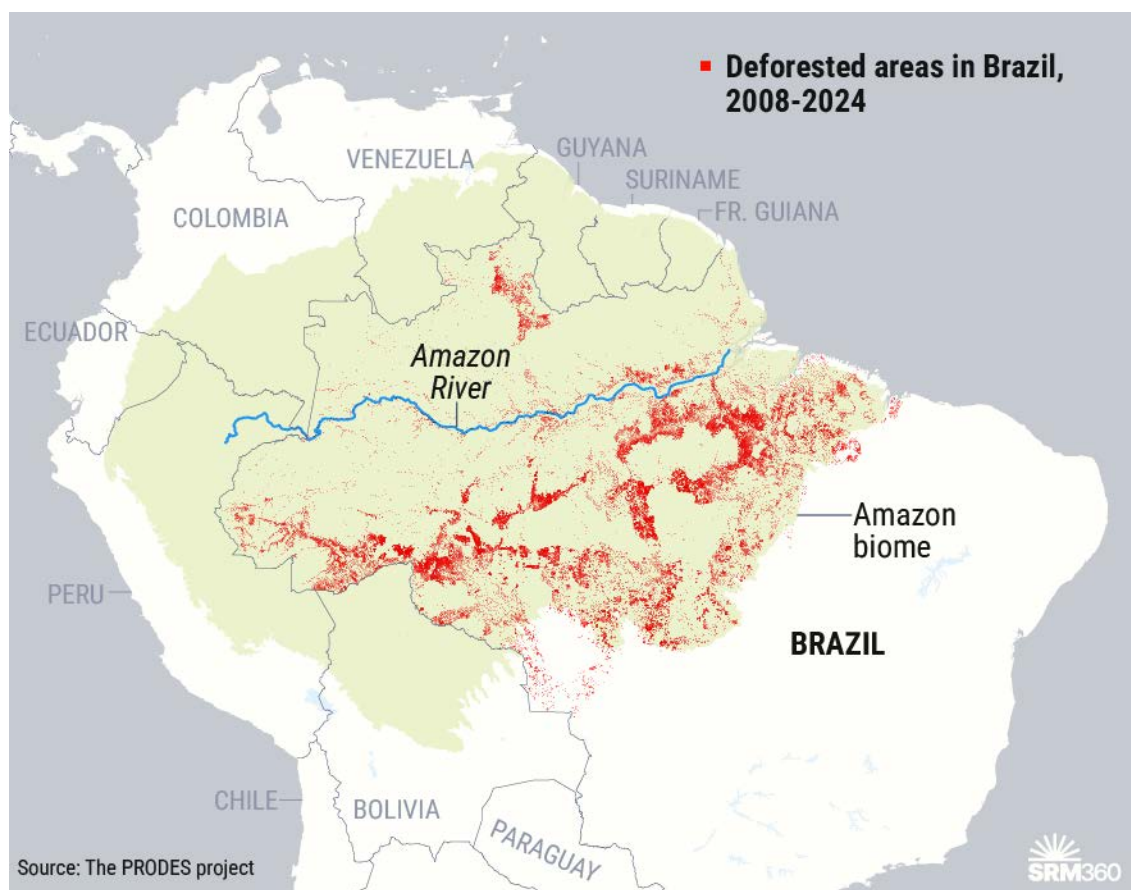 Deforested areas in Brazil,
2008-2024
GUYANA
VENEZUELA
SURINAME
COLOMBIA
FR. GUIANA
ECUADOR
Amazon
River
Amazon
biome
PERU
BRAZIL
CHILE
BOLIVIA
PARAGUAY
Source: The PRODES project
SRM360